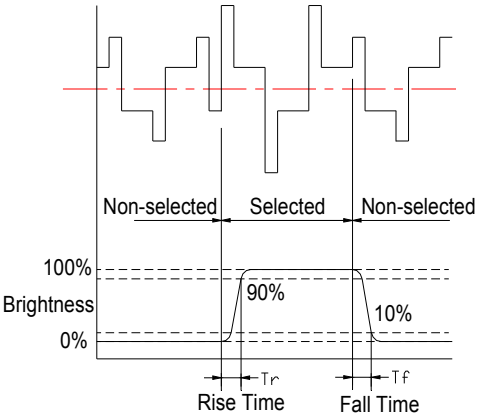 Non-selected Selected Non-selected
100%
90%
Brightness
10%
0%
Tr Tf
Rise Time Fall Time